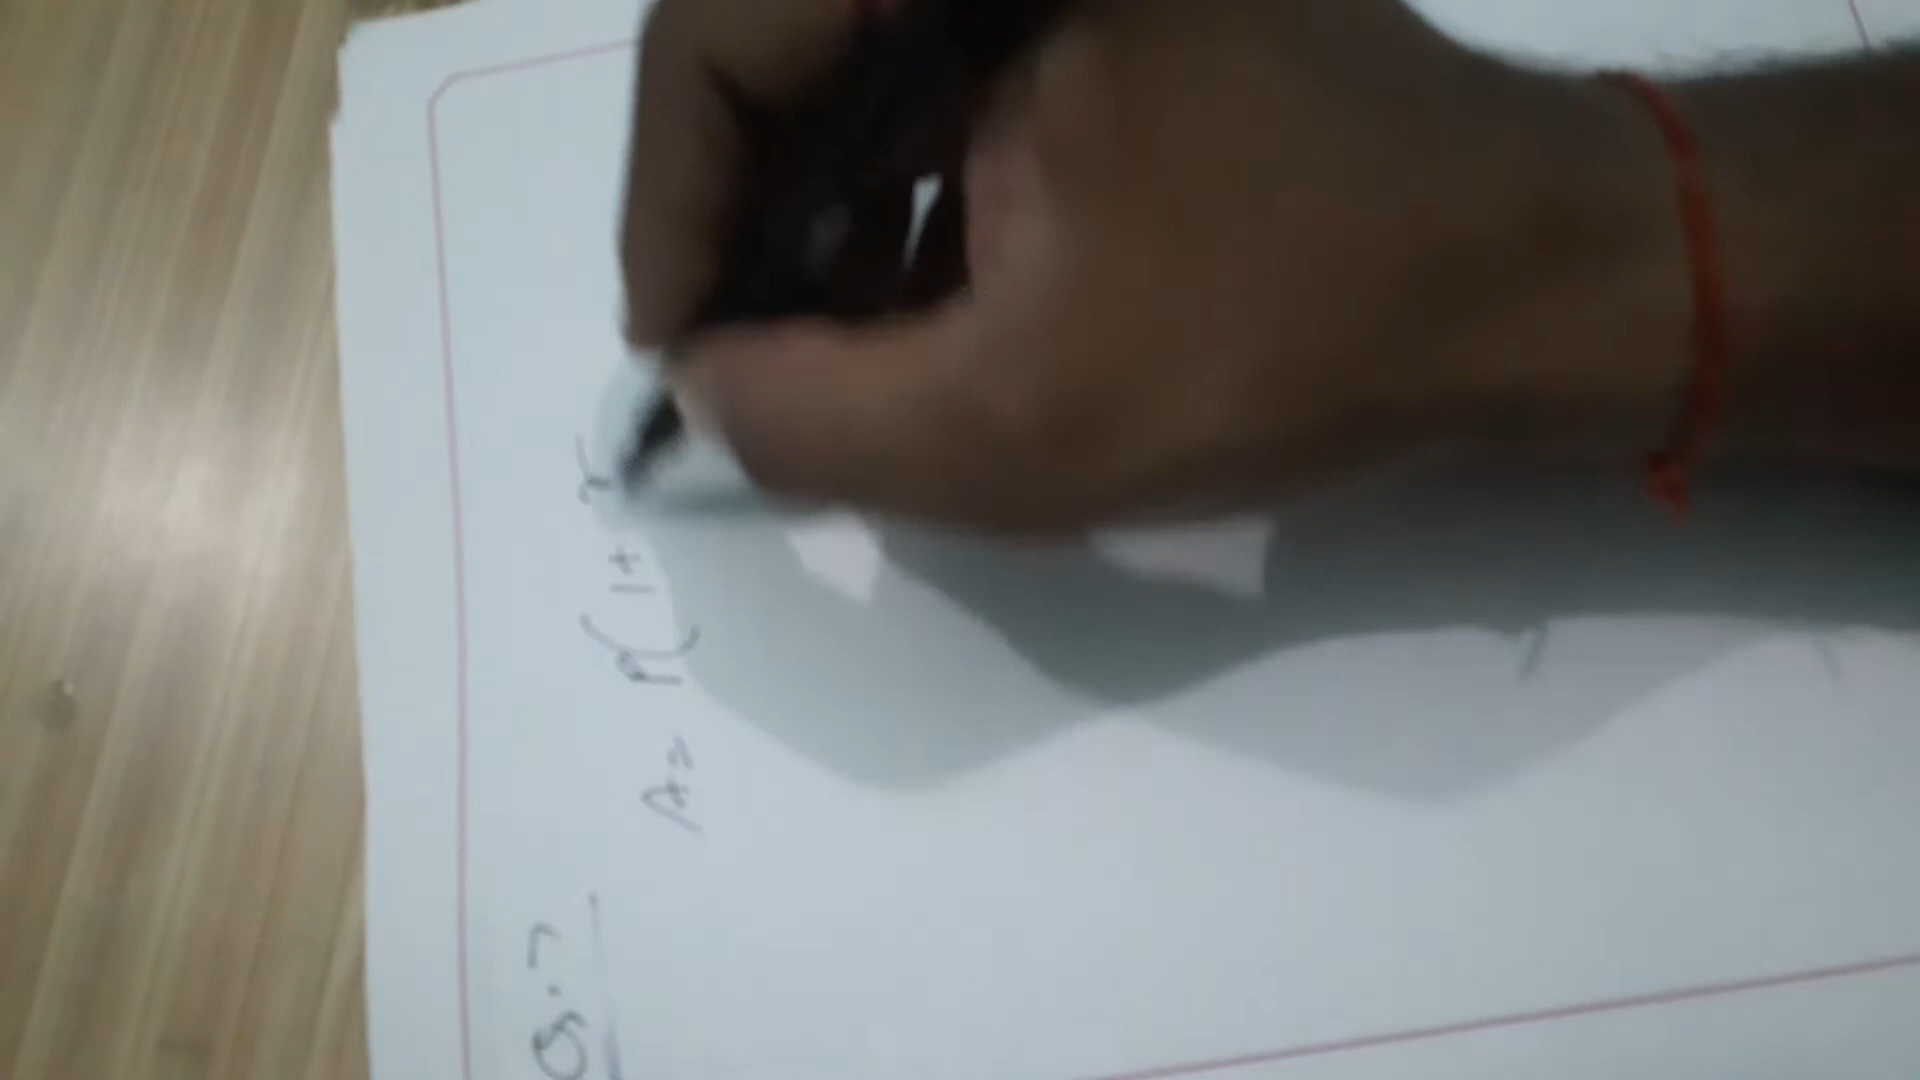 Q.7
A = P(1+ r